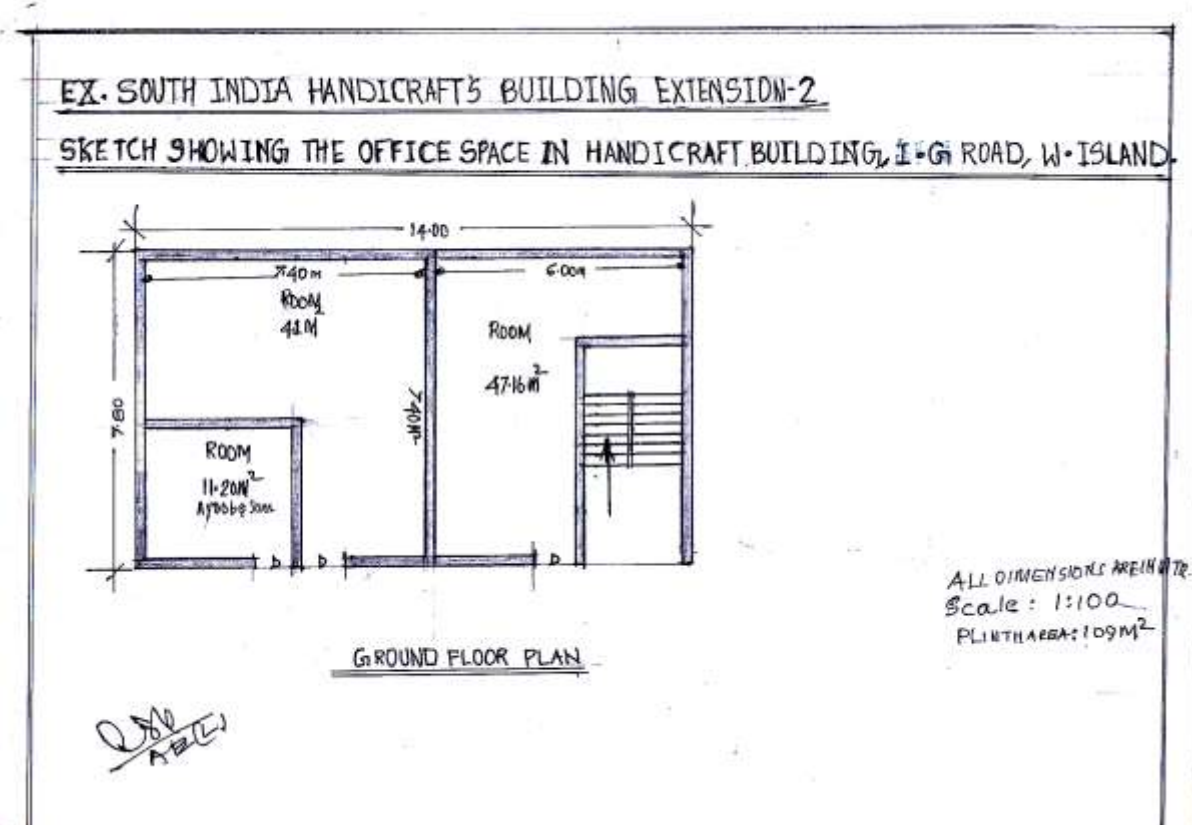 EX. SOUTH INDIA HANDICRAFT'S BUILDING EXTENSION-2
SKETCH SHOWING THE OFFICE SPACE IN HANDICRAFT BUILDING, I.G ROAD, W.ISLAND.
14.00
7.40m
6.00m
ROOM
41M
ROOM
47.16m²
7.80
7.40M
ROOM
11.20M²
D
D
D
ALL DIMENSIONS ARE IN MTR.
Scale: 1:100
PLINTH AREA: 109M²
GROUND FLOOR PLAN
AE(L)